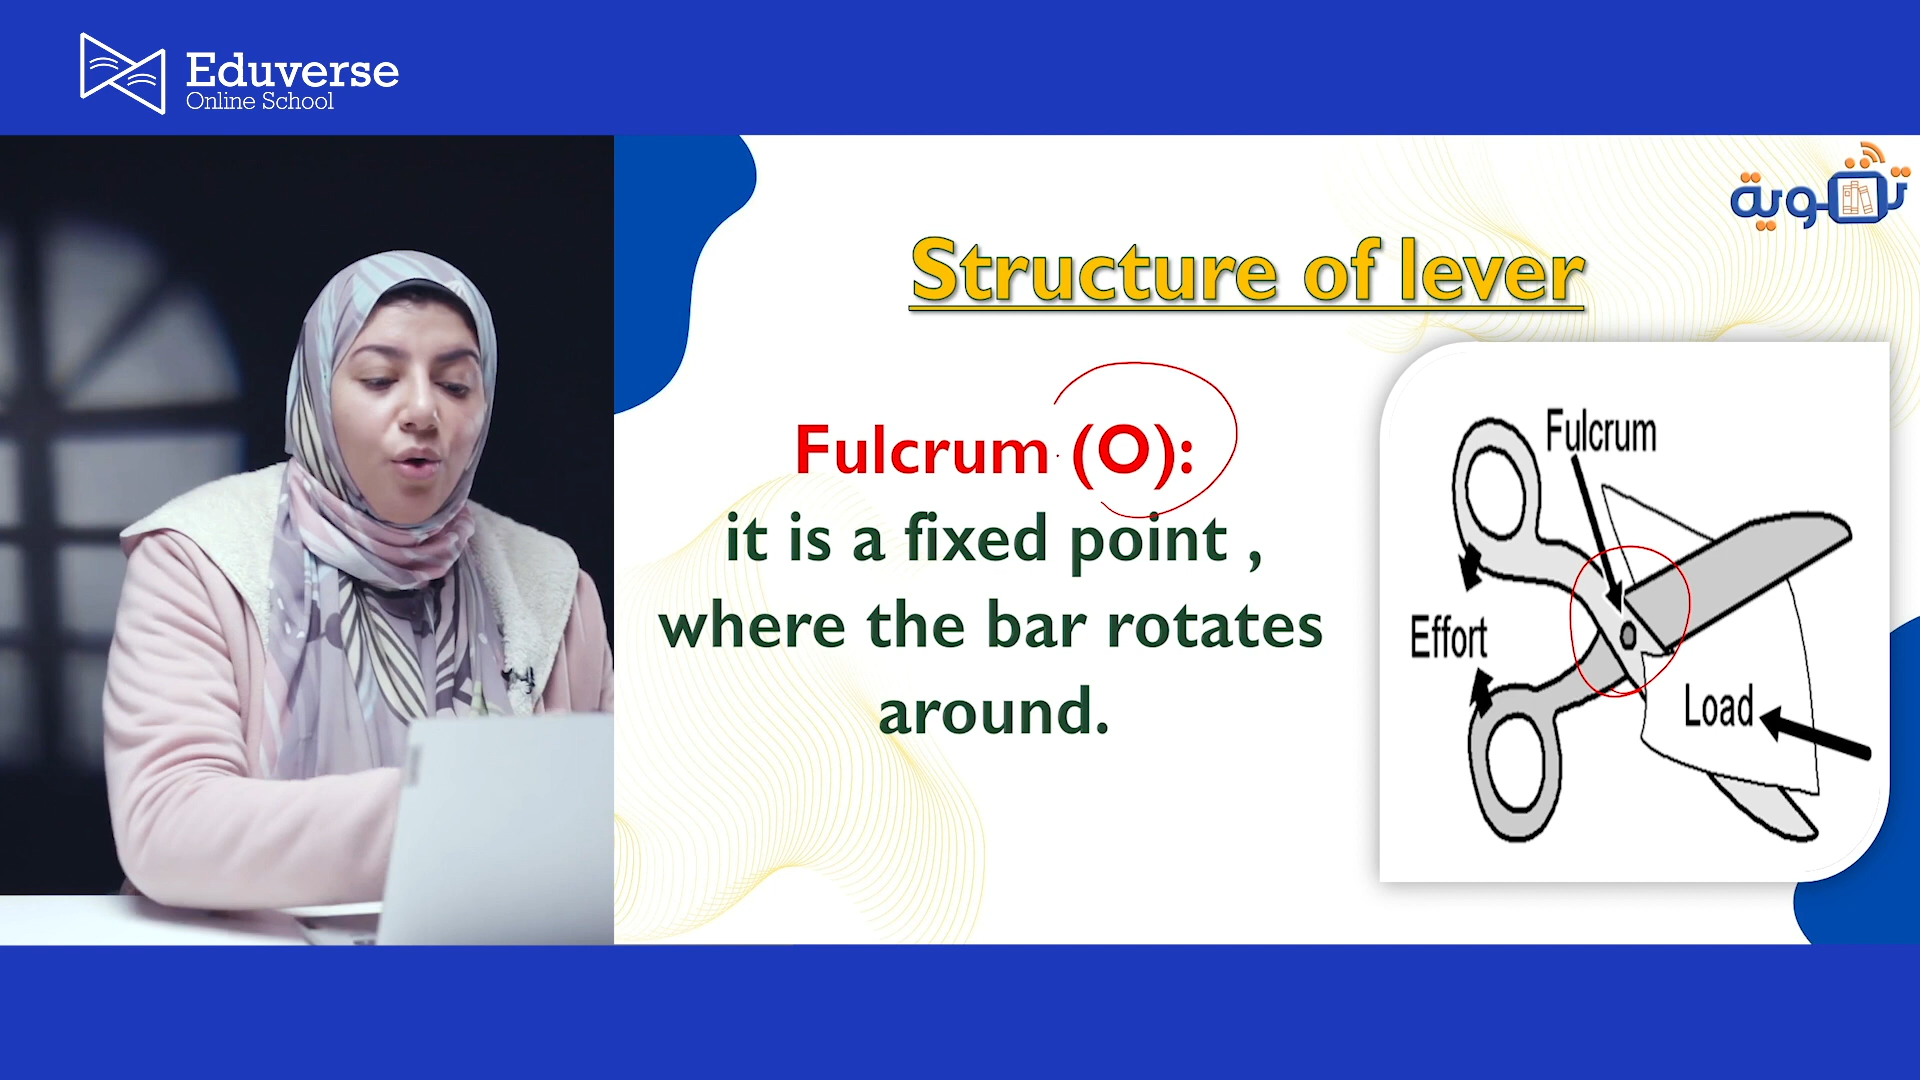 Eduverse
Online School
تقوية
Structure of lever
Fulcrum (O):
it is a fixed point ,
where the bar rotates
around.
Fulcrum
Effort
Load